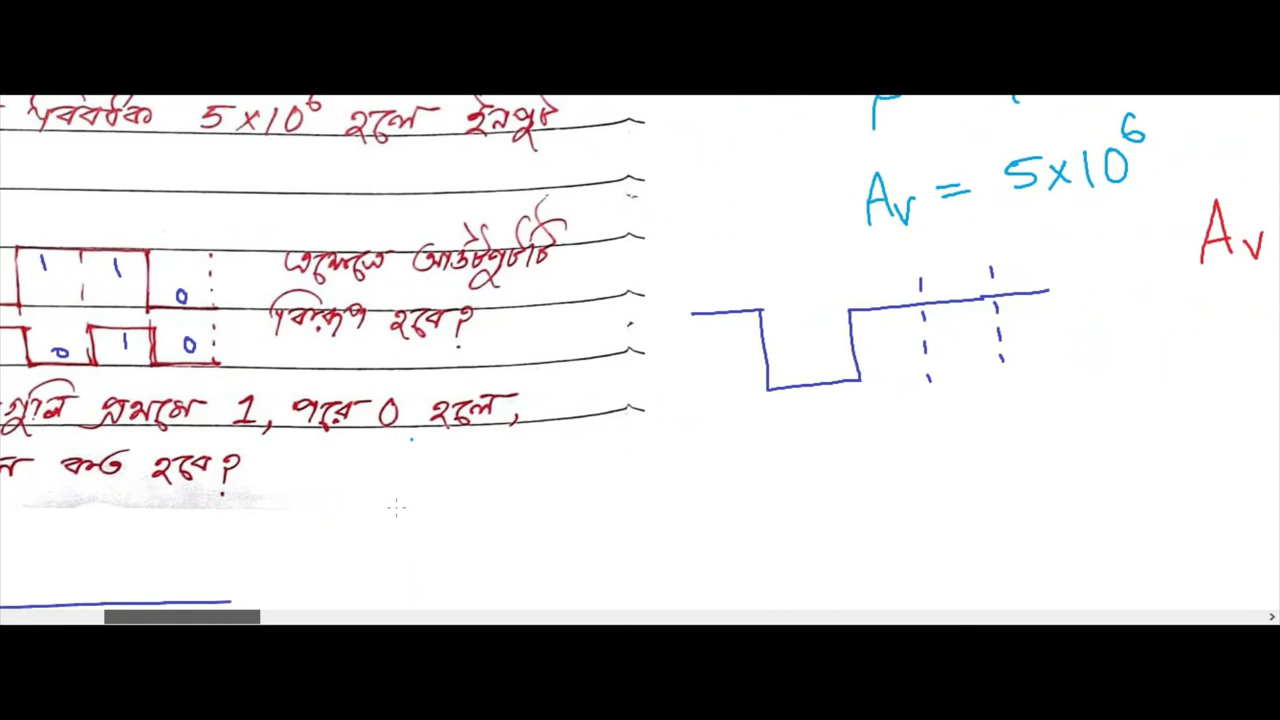 বিবর্ধক 5×10⁶ হলে ইনপুট
1 1 0
এক্ষেত্রে আউটপুটটি
কিরূপ হবে?
0 1 0
গুলি প্রথমে 1, পরে 0 হলে,
কত হবে?
Av = 5×10⁶
Av